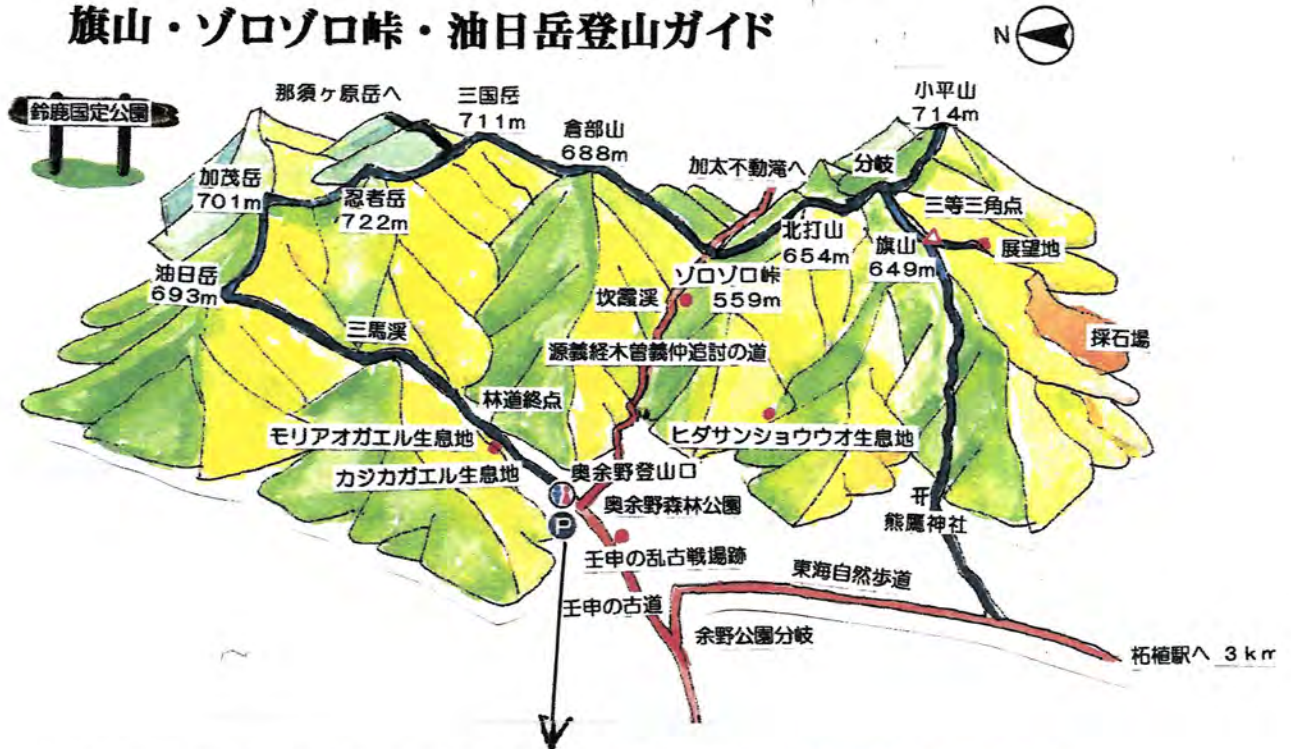 旗山・ゾロゾロ峠・油日岳登山ガイド
N
鈴鹿国定公園
那須ヶ原岳へ
三国岳
711m
倉部山
688m
小平山
714m
加太不動滝へ
分岐
加茂岳
701m
忍者岳
722m
三等三角点
北打山
654m
旗山
649m
展望地
油日岳
693m
ゾロゾロ峠
559m
坎霞渓
三馬渓
採石場
源義経木曽義仲追討の道
林道終点
モリアオガエル生息地
ヒダサンショウウオ生息地
カジカガエル生息地
奥余野登山口
奥余野森林公園
P
熊鷹神社
壬申の乱古戦場跡
東海自然歩道
壬申の古道
余野公園分岐
柘植駅へ 3km